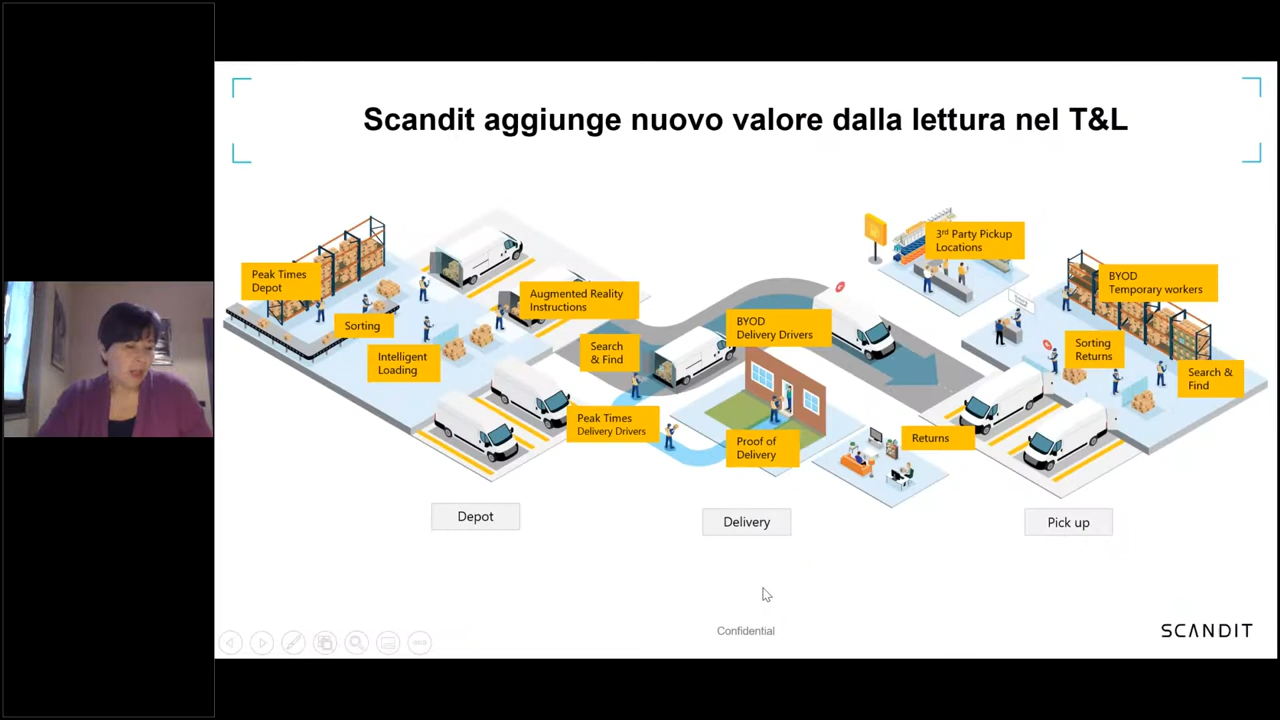 Scandit aggiunge nuovo valore dalla lettura nel T&L
Peak Times
Depot
Sorting
Intelligent
Loading
Augmented Reality
Instructions
Search
& Find
Peak Times
Delivery Drivers
BYOD
Delivery Drivers
Proof of
Delivery
3rd Party Pickup
Locations
Returns
BYOD
Temporary workers
Sorting
Returns
Search &
Find
Depot
Delivery
Pick up
Confidential
SCANDIT